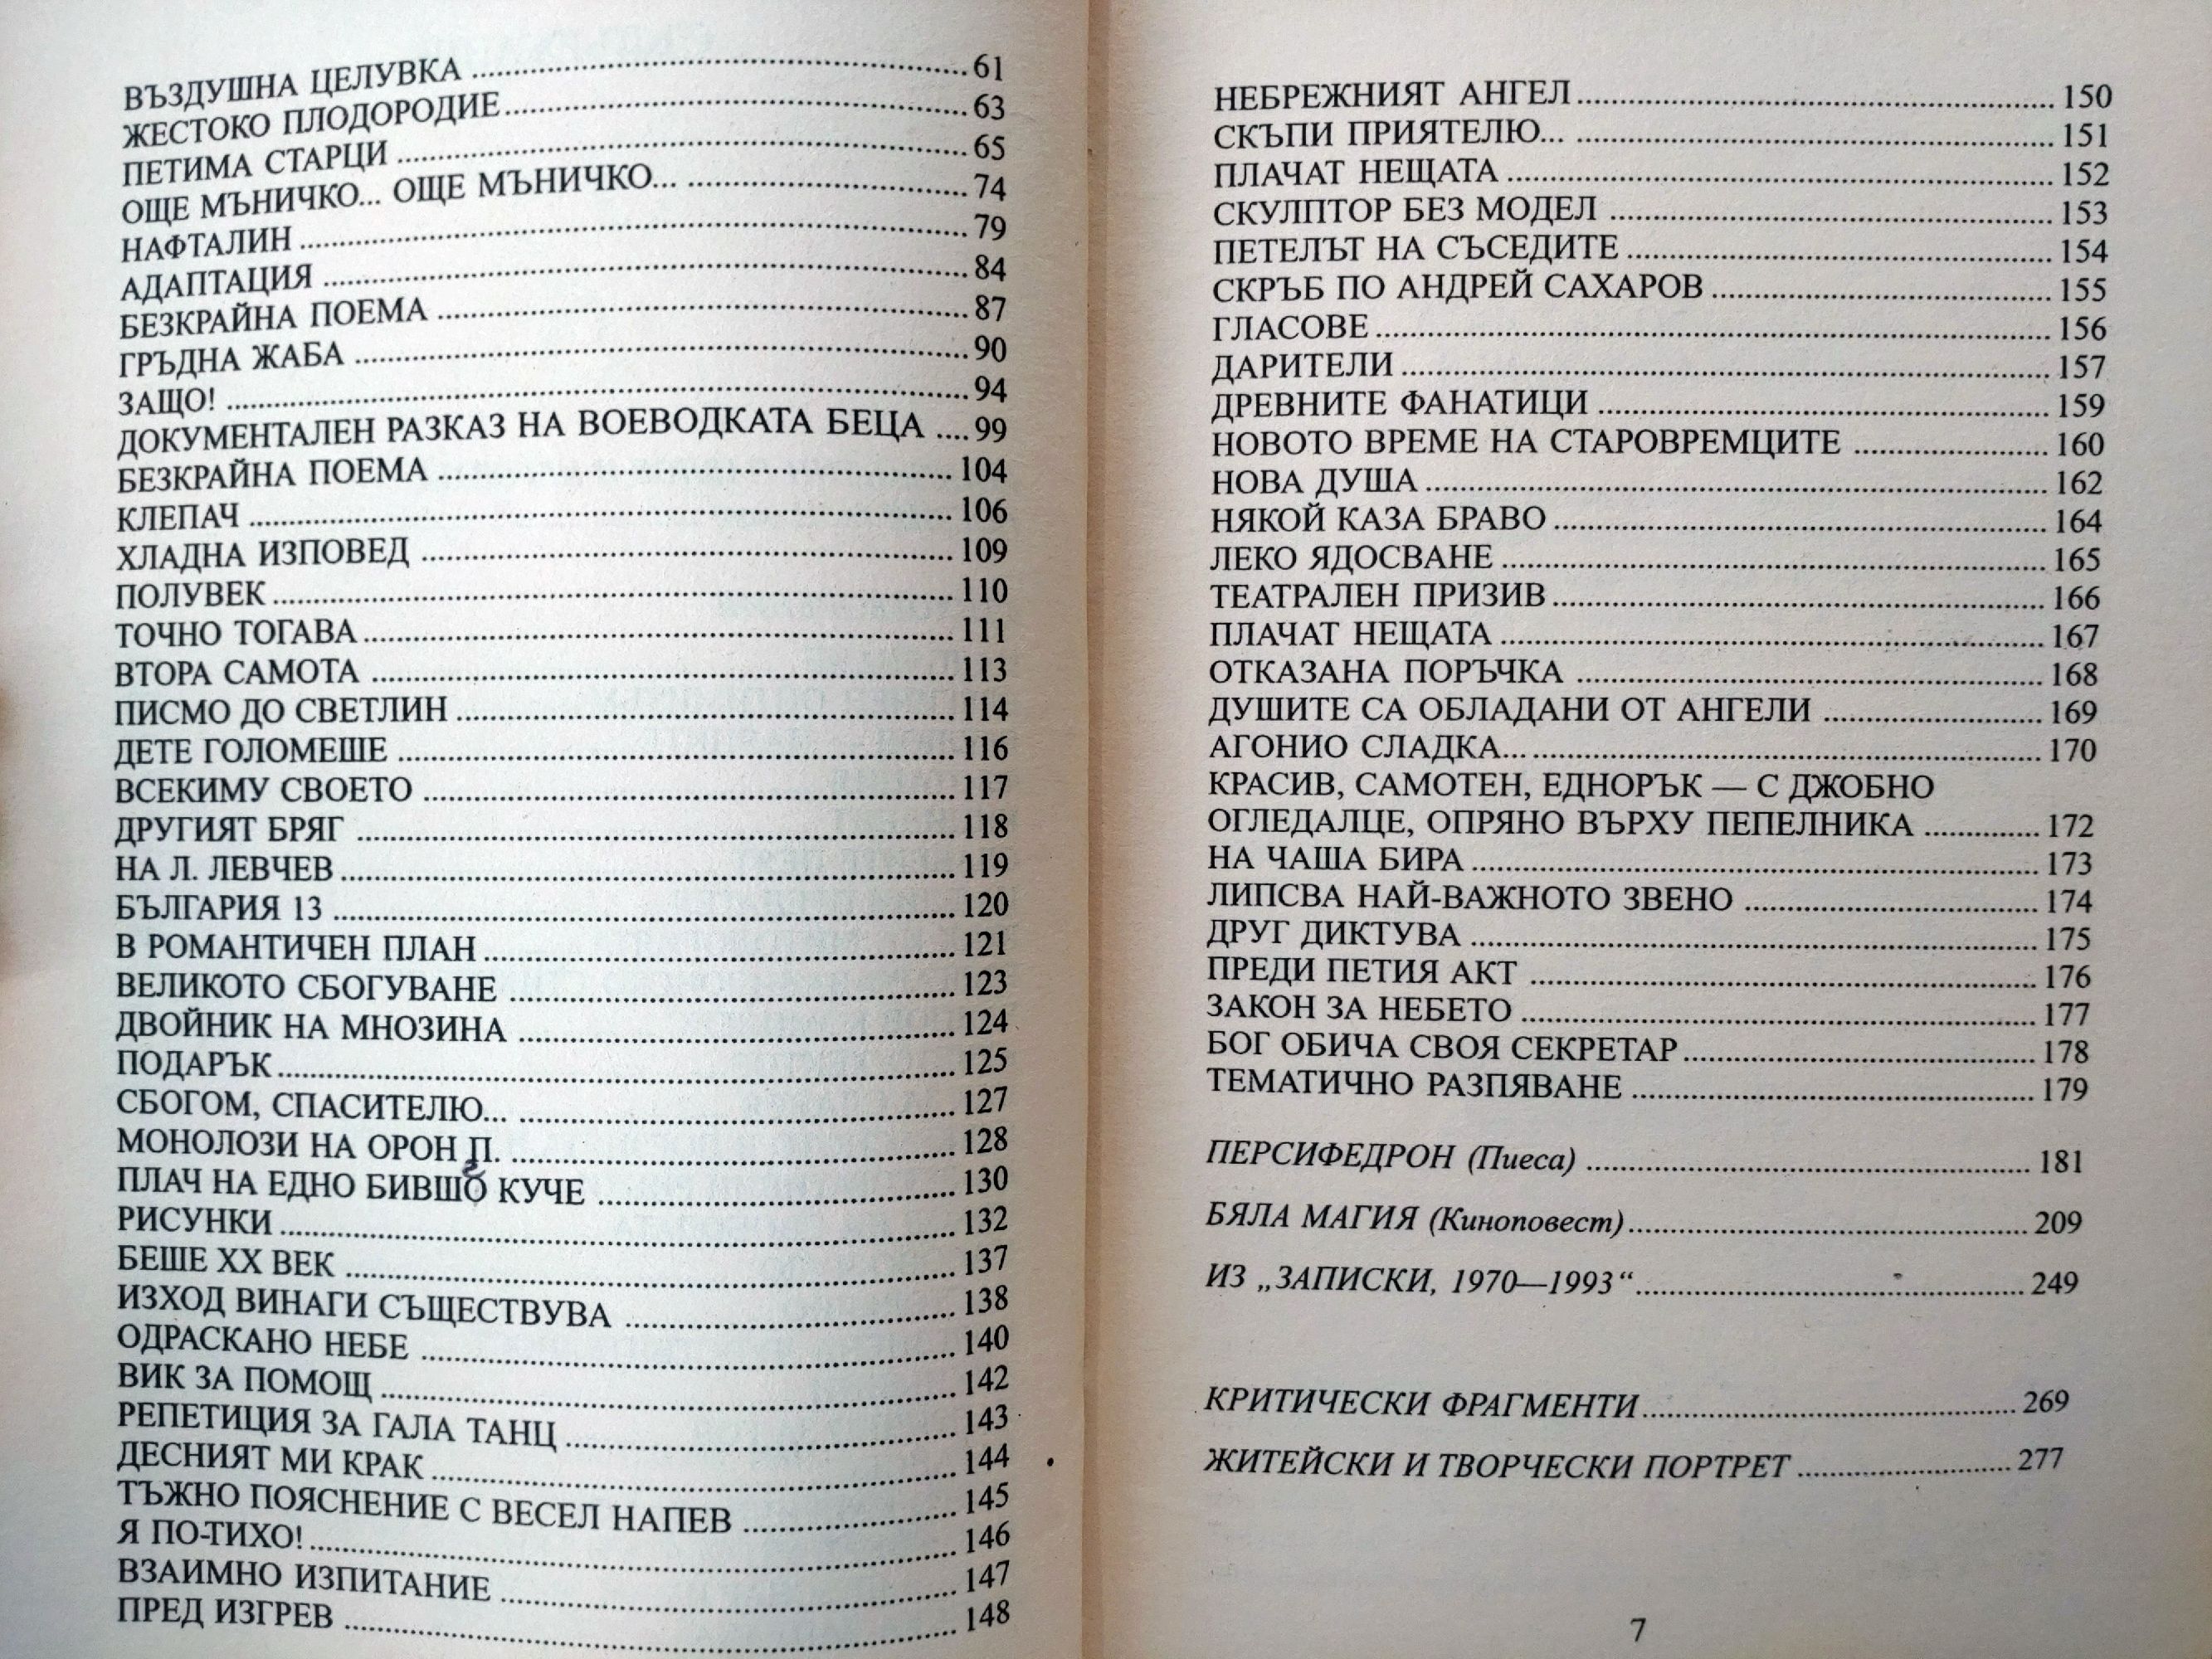 ВЪЗДУШНА ЦЕЛУВКА ........ 61
ЖЕСТОКО ПЛОДОРОДИЕ ........ 63
ПЕТИМА СТАРЦИ ........ 65
ОЩЕ МЪНИЧКО... ОЩЕ МЪНИЧКО... ........ 74
НАФТАЛИН ........ 79
АДАПТАЦИЯ ........ 84
БЕЗКРАЙНА ПОЕМА ........ 87
ГРЪДНА ЖАБА ........ 90
ЗАЩО! ........ 94
ДОКУМЕНТАЛЕН РАЗКАЗ НА ВОЕВОДКАТА БЕЦА .... 99
БЕЗКРАЙНА ПОЕМА ........ 104
КЛЕПАЧ ........ 106
ХЛАДНА ИЗПОВЕД ........ 109
ПОЛУВЕК ........ 110
ТОЧНО ТОГАВА ........ 111
ВТОРА САМОТА ........ 113
ПИСМО ДО СВЕТЛИН ........ 114
ДЕТЕ ГОЛОМЕШЕ ........ 116
ВСЕКИМУ СВОЕТО ........ 117
ДРУГИЯТ БРЯГ ........ 118
НА Л. ЛЕВЧЕВ ........ 119
БЪЛГАРИЯ 13 ........ 120
В РОМАНТИЧЕН ПЛАН ........ 121
ВЕЛИКОТО СБОГУВАНЕ ........ 123
ДВОЙНИК НА МНОЗИНА ........ 124
ПОДАРЪК ........ 125
СБОГОМ, СПАСИТЕЛЮ... ........ 127
МОНОЛОЗИ НА ОРОН П. ........ 128
ПЛАЧ НА ЕДНО БИВШО КУЧЕ ........ 130
РИСУНКИ ........ 132
БЕШЕ XX ВЕК ........ 137
ИЗХОД ВИНАГИ СЪЩЕСТВУВА ........ 138
ОДРАСКАНО НЕБЕ ........ 140
ВИК ЗА ПОМОЩ ........ 142
РЕПЕТИЦИЯ ЗА ГАЛА ТАНЦ ........ 143
ДЕСНИЯТ МИ КРАК ........ 144
ТЪЖНО ПОЯСНЕНИЕ С ВЕСЕЛ НАПЕВ ........ 145
Я ПО-ТИХО! ........ 146
ВЗАИМНО ИЗПИТАНИЕ ........ 147
ПРЕД ИЗГРЕВ ........ 148
НЕБРЕЖНИЯТ АНГЕЛ ........ 150
СКЪПИ ПРИЯТЕЛЮ... ........ 151
ПЛАЧАТ НЕЩАТА ........ 152
СКУЛПТОР БЕЗ МОДЕЛ ........ 153
ПЕТЕЛЪТ НА СЪСЕДИТЕ ........ 154
СКРЪБ ПО АНДРЕЙ САХАРОВ ........ 155
ГЛАСОВЕ ........ 156
ДАРИТЕЛИ ........ 157
ДРЕВНИТЕ ФАНАТИЦИ ........ 159
НОВОТО ВРЕМЕ НА СТАРОВРЕМЦИТЕ ........ 160
НОВА ДУША ........ 162
НЯКОЙ КАЗА БРАВО ........ 164
ЛЕКО ЯДОСВАНЕ ........ 165
ТЕАТРАЛЕН ПРИЗИВ ........ 166
ПЛАЧАТ НЕЩАТА ........ 167
ОТКАЗАНА ПОРЪЧКА ........ 168
ДУШИТЕ СА ОБЛАДАНИ ОТ АНГЕЛИ ........ 169
АГОНИО СЛАДКА... ........ 170
КРАСИВ, САМОТЕН, ЕДНОРЪК — С ДЖОБНО
ОГЛЕДАЛЦЕ, ОПРЯНО ВЪРХУ ПЕПЕЛНИКА ........ 172
НА ЧАША БИРА ........ 173
ЛИПСВА НАЙ-ВАЖНОТО ЗВЕНО ........ 174
ДРУГ ДИКТУВА ........ 175
ПРЕДИ ПЕТИЯ АКТ ........ 176
ЗАКОН ЗА НЕБЕТО ........ 177
БОГ ОБИЧА СВОЯ СЕКРЕТАР ........ 178
ТЕМАТИЧНО РАЗПЯВАНЕ ........ 179
ПЕРСИФЕДРОН (Пиеса) ........ 181
БЯЛА МАГИЯ (Киноповест) ........ 209
ИЗ „ЗАПИСКИ, 1970—1993“ ........ 249
КРИТИЧЕСКИ ФРАГМЕНТИ ........ 269
ЖИТЕЙСКИ И ТВОРЧЕСКИ ПОРТРЕТ ........ 277
7